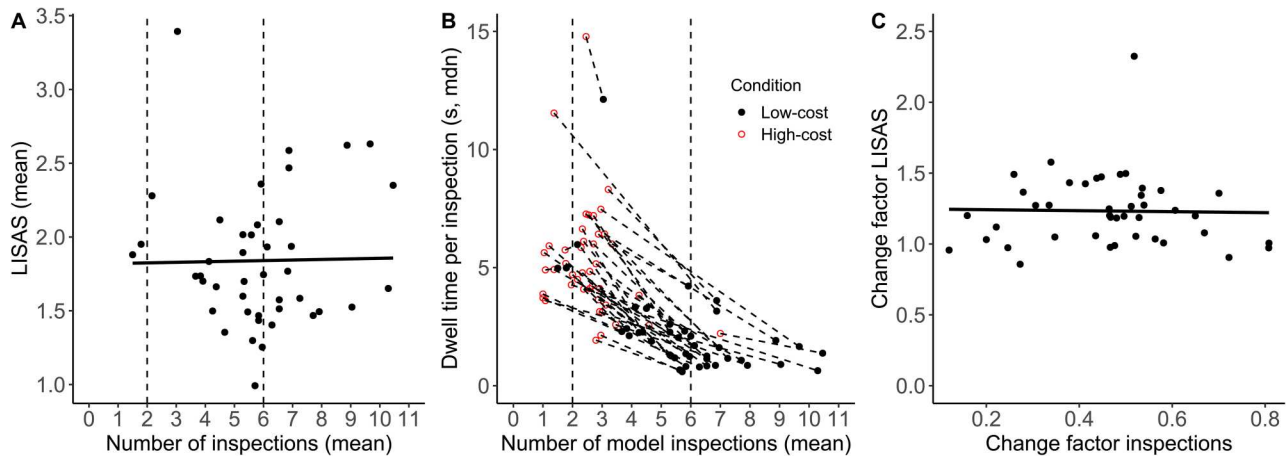 A
LISAS (mean)
3.5
3.0
2.5
2.0
1.5
1.0
0 1 2 3 4 5 6 7 8 9 10 11
Number of inspections (mean)
B
Dwell time per inspection (s, mdn)
15
10
5
0
Condition
Low-cost
High-cost
0 1 2 3 4 5 6 7 8 9 10 11
Number of model inspections (mean)
C
Change factor LISAS
2.5
2.0
1.5
1.0
0.5
0.0
0.2 0.4 0.6 0.8
Change factor inspections